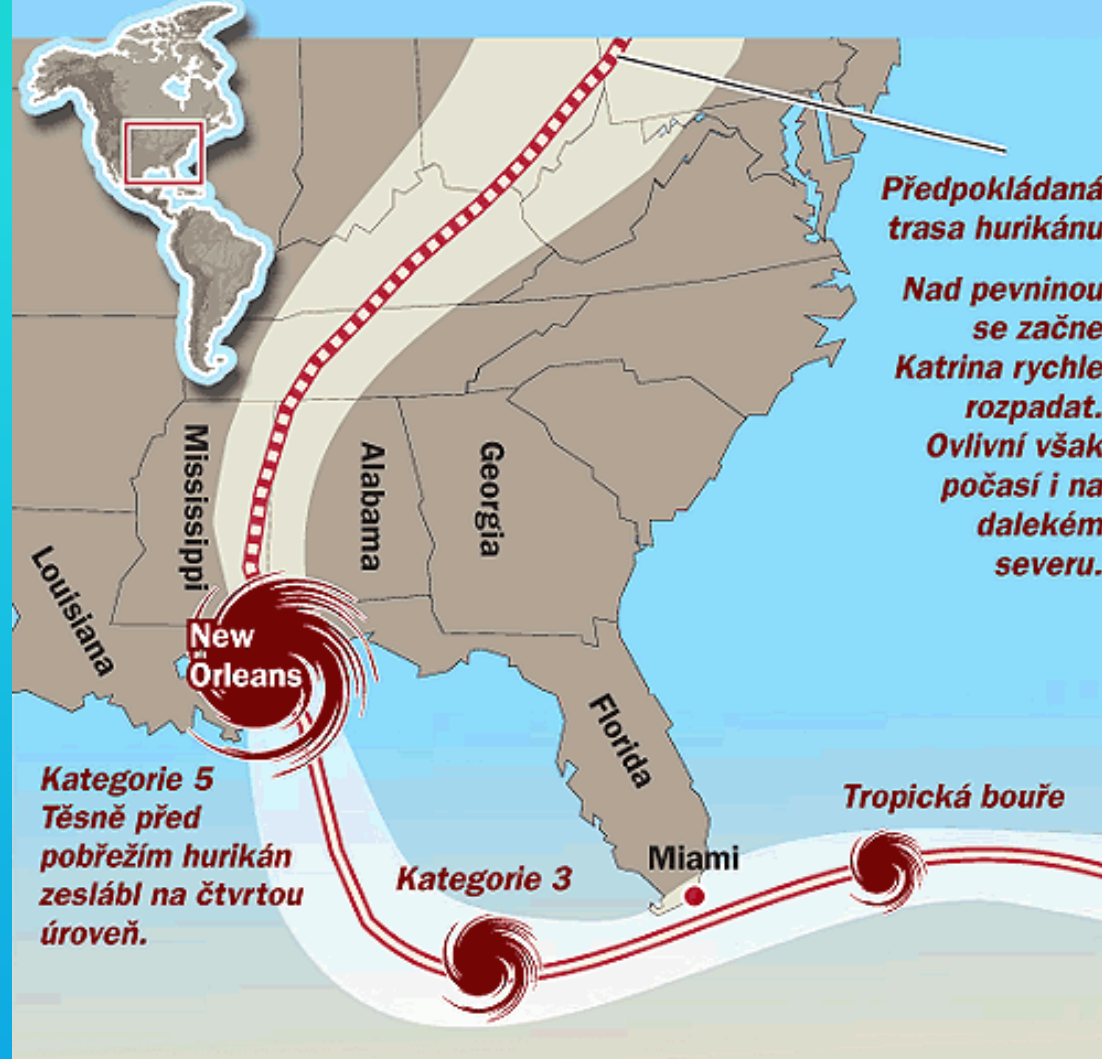 Předpokládaná
trasa hurikánu
Nad pevninou
se začne
Katrina rychle
rozpadat.
Ovlivní však
počasí i na
dalekém
severu.
Mississippi
Alabama
Georgia
Louisiana
New
Orleans
Florida
Kategorie 5
Těsně před
pobřežím hurikán
zeslábl na čtvrtou
úroveň.
Kategorie 3
Miami
Tropická bouře